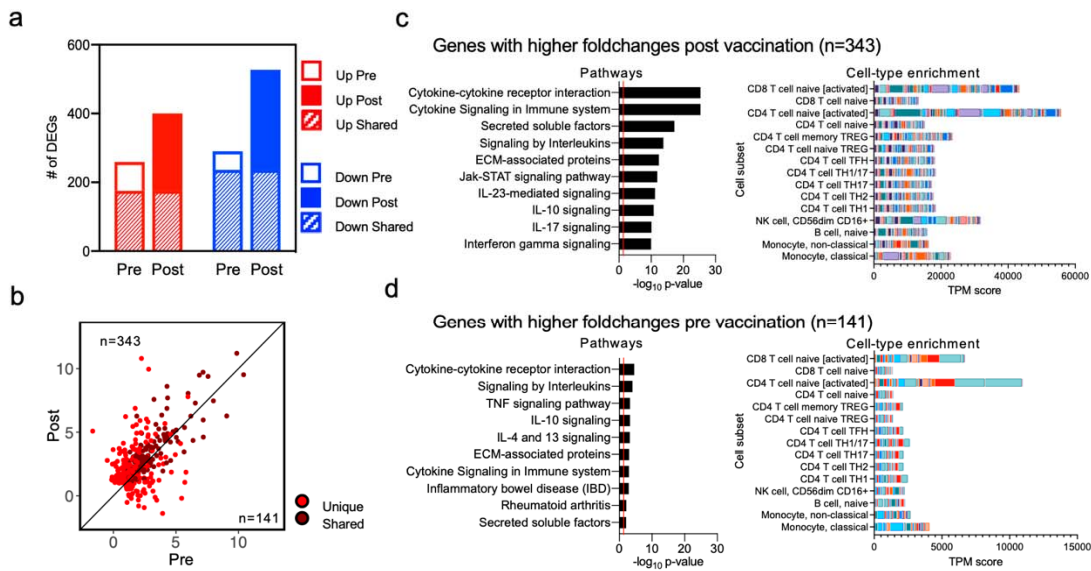 a
600
400
200
0
# of DEGs
Pre Post Pre Post
Up Pre
Up Post
Up Shared
Down Pre
Down Post
Down Shared
b
n=343
10
5
0
Post
n=141
0 5 10
Pre
Unique
Shared
c
Genes with higher foldchanges post vaccination (n=343)
Pathways
Cytokine-cytokine receptor interaction
Cytokine Signaling in Immune system
Secreted soluble factors
Signaling by Interleukins
ECM-associated proteins
Jak-STAT signaling pathway
IL-23-mediated signaling
IL-10 signaling
IL-17 signaling
Interferon gamma signaling
0 10 20 30
-log10 p-value
Cell-type enrichment
Cell subset
CD8 T cell naive [activated]
CD8 T cell naive
CD4 T cell naive [activated]
CD4 T cell naive
CD4 T cell memory TREG
CD4 T cell naive TREG
CD4 T cell TFH
CD4 T cell TH1/17
CD4 T cell TH17
CD4 T cell TH2
CD4 T cell TH1
NK cell, CD56dim CD16+
B cell, naive
Monocyte, non-classical
Monocyte, classical
0 20000 40000 60000
TPM score
d
Genes with higher foldchanges pre vaccination (n=141)
Pathways
Cytokine-cytokine receptor interaction
Signaling by Interleukins
TNF signaling pathway
IL-10 signaling
IL-4 and 13 signaling
ECM-associated proteins
Cytokine Signaling in Immune system
Inflammatory bowel disease (IBD)
Rheumatoid arthritis
Secreted soluble factors
0 10 20 30
-log10 p-value
Cell-type enrichment
Cell subset
CD8 T cell naive [activated]
CD8 T cell naive
CD4 T cell naive [activated]
CD4 T cell naive
CD4 T cell memory TREG
CD4 T cell naive TREG
CD4 T cell TFH
CD4 T cell TH1/17
CD4 T cell TH17
CD4 T cell TH2
CD4 T cell TH1
NK cell, CD56dim CD16+
B cell, naive
Monocyte, non-classical
Monocyte, classical
0 5000 10000 15000
TPM score